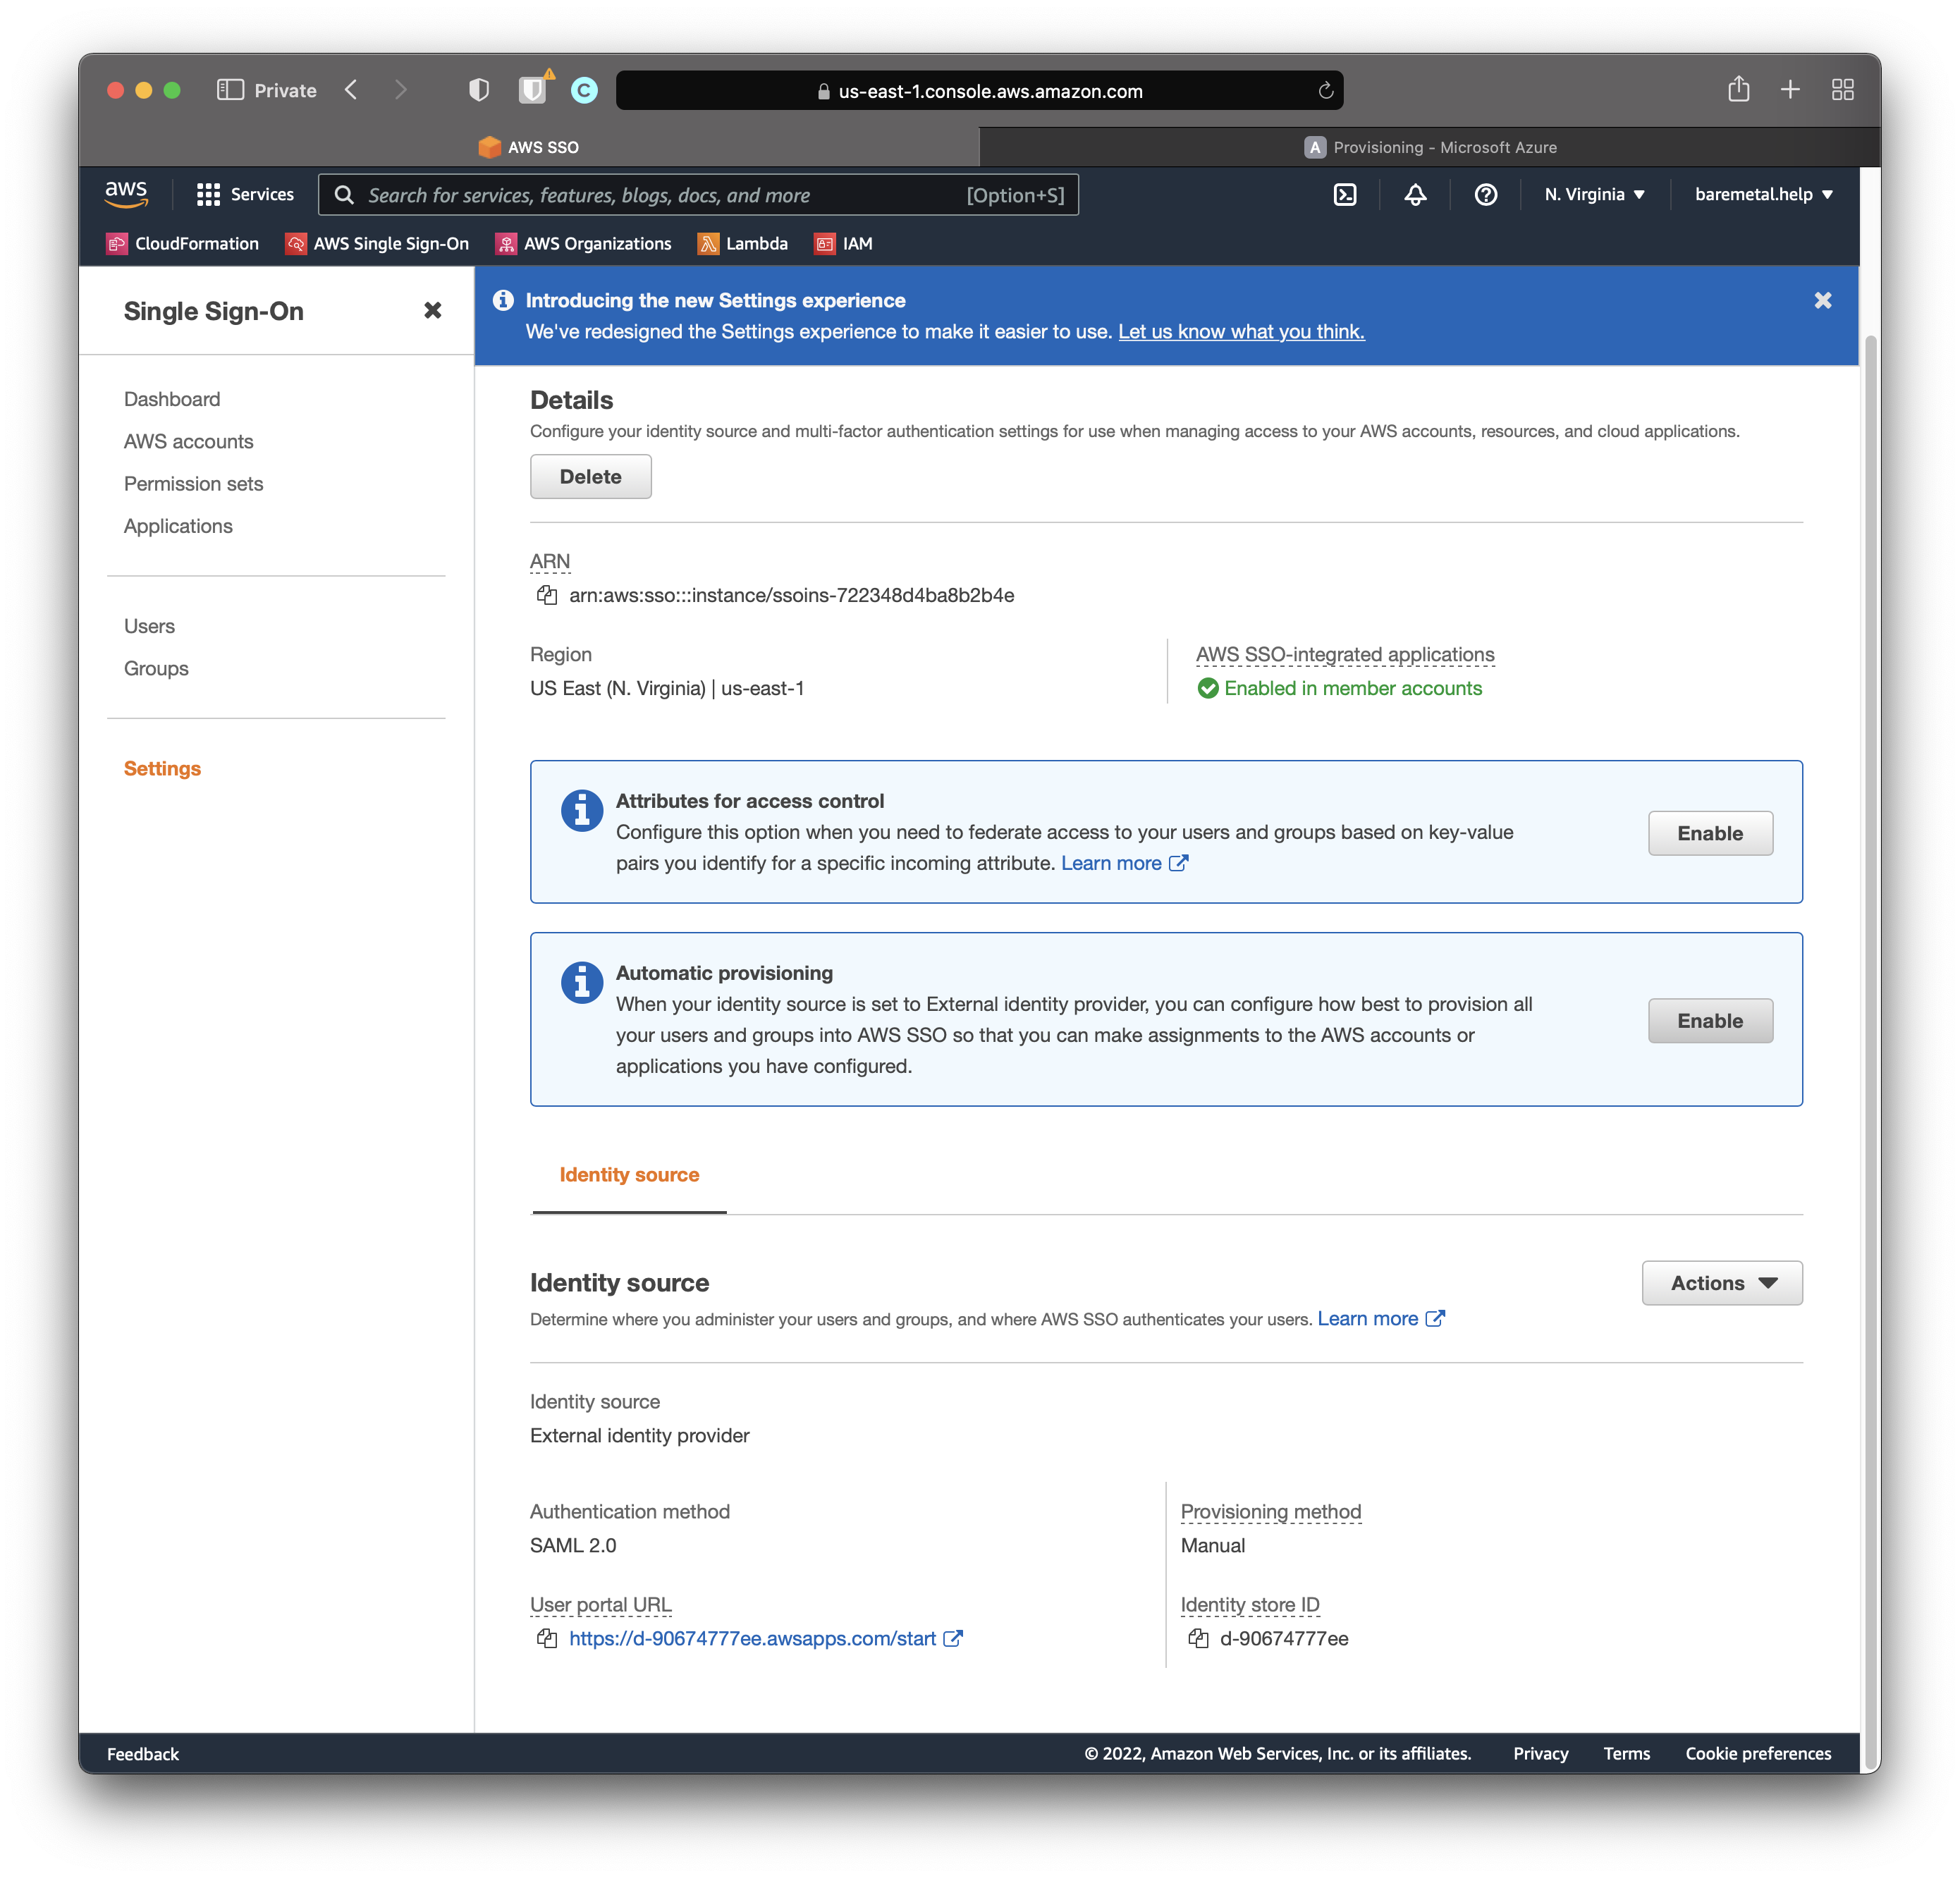 Private
us-east-1.console.aws.amazon.com
AWS SSO
A Provisioning - Microsoft Azure
aws
Services
Search for services, features, blogs, docs, and more [Option+S]
N. Virginia
baremetal.help
CloudFormation
AWS Single Sign-On
AWS Organizations
Lambda
IAM
Single Sign-On
Dashboard
AWS accounts
Permission sets
Applications
Users
Groups
Settings
Introducing the new Settings experience
We've redesigned the Settings experience to make it easier to use. Let us know what you think.
Details
Configure your identity source and multi-factor authentication settings for use when managing access to your AWS accounts, resources, and cloud applications.
Delete
ARN
arn:aws:sso:::instance/ssoins-722348d4ba8b2b4e
Region
US East (N. Virginia) | us-east-1
AWS SSO-integrated applications
Enabled in member accounts
Attributes for access control
Configure this option when you need to federate access to your users and groups based on key-value
pairs you identify for a specific incoming attribute. Learn more
Enable
Automatic provisioning
When your identity source is set to External identity provider, you can configure how best to provision all
your users and groups into AWS SSO so that you can make assignments to the AWS accounts or
applications you have configured.
Enable
Identity source
Identity source
Actions
Determine where you administer your users and groups, and where AWS SSO authenticates your users. Learn more
Identity source
External identity provider
Authentication method
SAML 2.0
Provisioning method
Manual
User portal URL
https://d-90674777ee.awsapps.com/start
Identity store ID
d-90674777ee
Feedback
© 2022, Amazon Web Services, Inc. or its affiliates.
Privacy
Terms
Cookie preferences